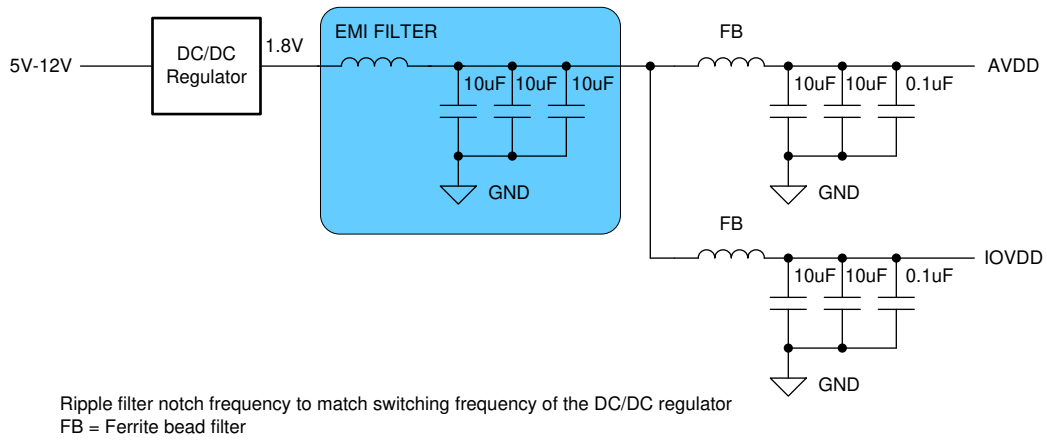 EMI FILTER
FB
5V-12V
DC/DC
Regulator
1.8V
10uF 10uF 10uF
10uF 10uF 0.1uF
AVDD
GND
GND
FB
IOVDD
10uF 10uF 0.1uF
GND
Ripple filter notch frequency to match switching frequency of the DC/DC regulator
FB = Ferrite bead filter